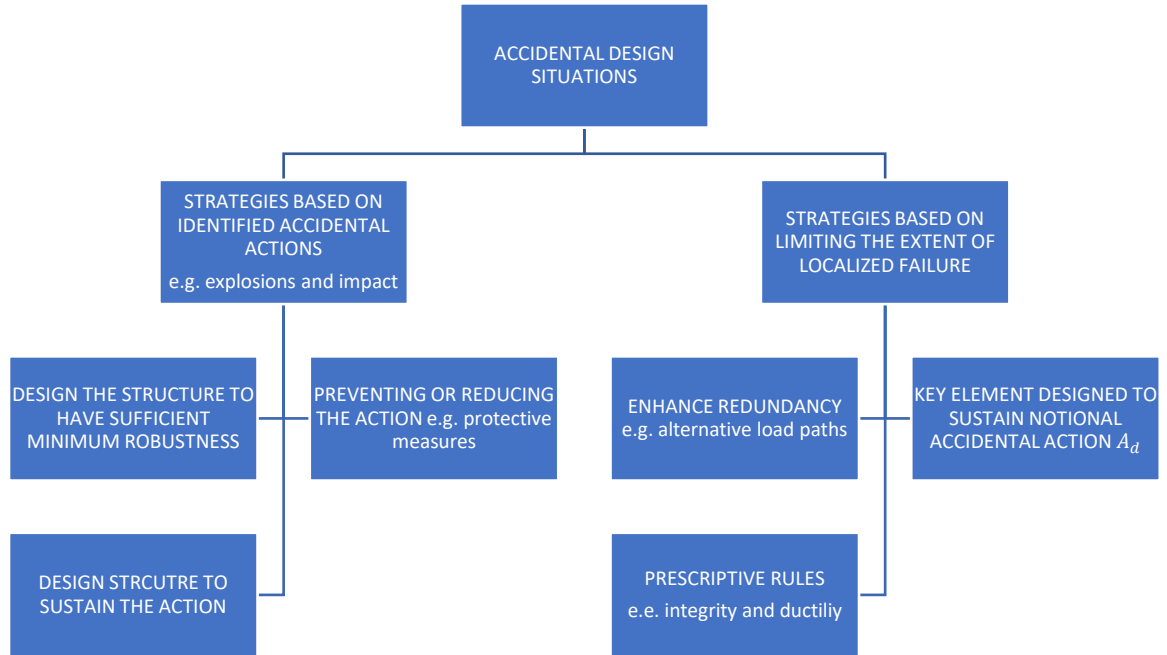 ACCIDENTAL DESIGN
SITUATIONS
STRATEGIES BASED ON
IDENTIFIED ACCIDENTAL
ACTIONS
e.g. explosions and impact
STRATEGIES BASED ON
LIMITING THE EXTENT OF
LOCALIZED FAILURE
DESIGN THE STRUCTURE TO
HAVE SUFFICIENT
MINIMUM ROBUSTNESS
PREVENTING OR REDUCING
THE ACTION e.g. protective
measures
ENHANCE REDUNDANCY
e.g. alternative load paths
KEY ELEMENT DESIGNED TO
SUSTAIN NOTIONAL
ACCIDENTAL ACTION A_d
DESIGN STRCUTRE TO
SUSTAIN THE ACTION
PRESCRIPTIVE RULES
e.e. integrity and ductiliy